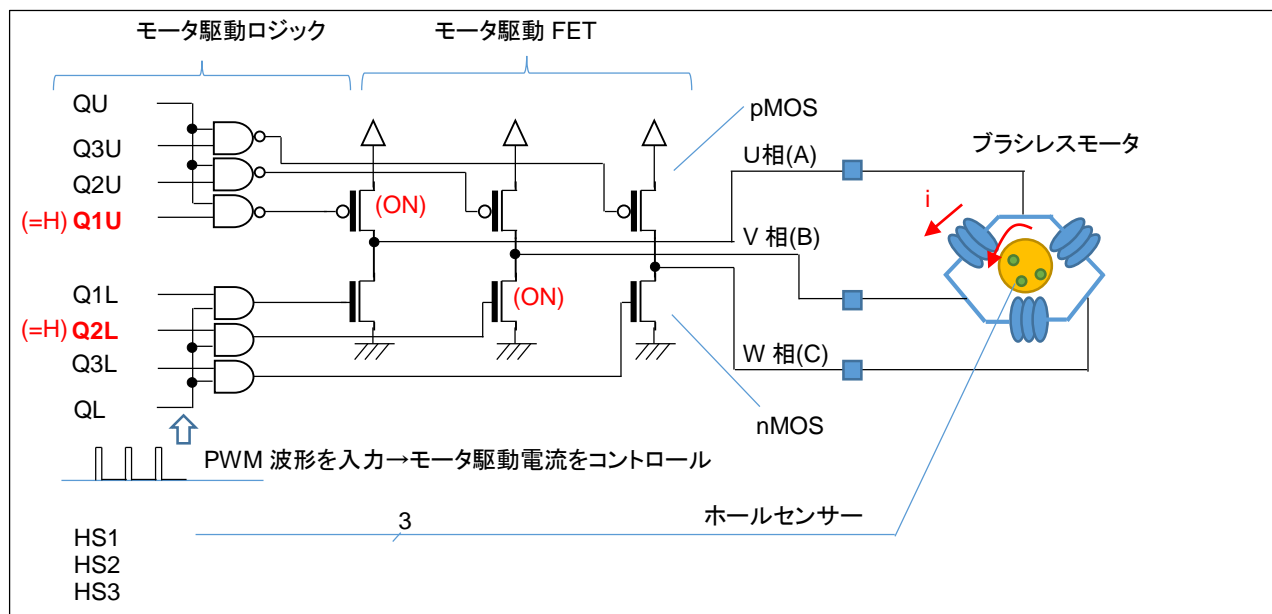 モータ駆動ロジック
モータ駆動 FET
QU
Q3U
Q2U
(=H) Q1U
Q1L
(=H) Q2L
Q3L
QL
(ON)
(ON)
pMOS
nMOS
U相(A)
V 相(B)
W 相(C)
ブラシレスモータ
i
PWM 波形を入力→モータ駆動電流をコントロール
ホールセンサー
3
HS1
HS2
HS3